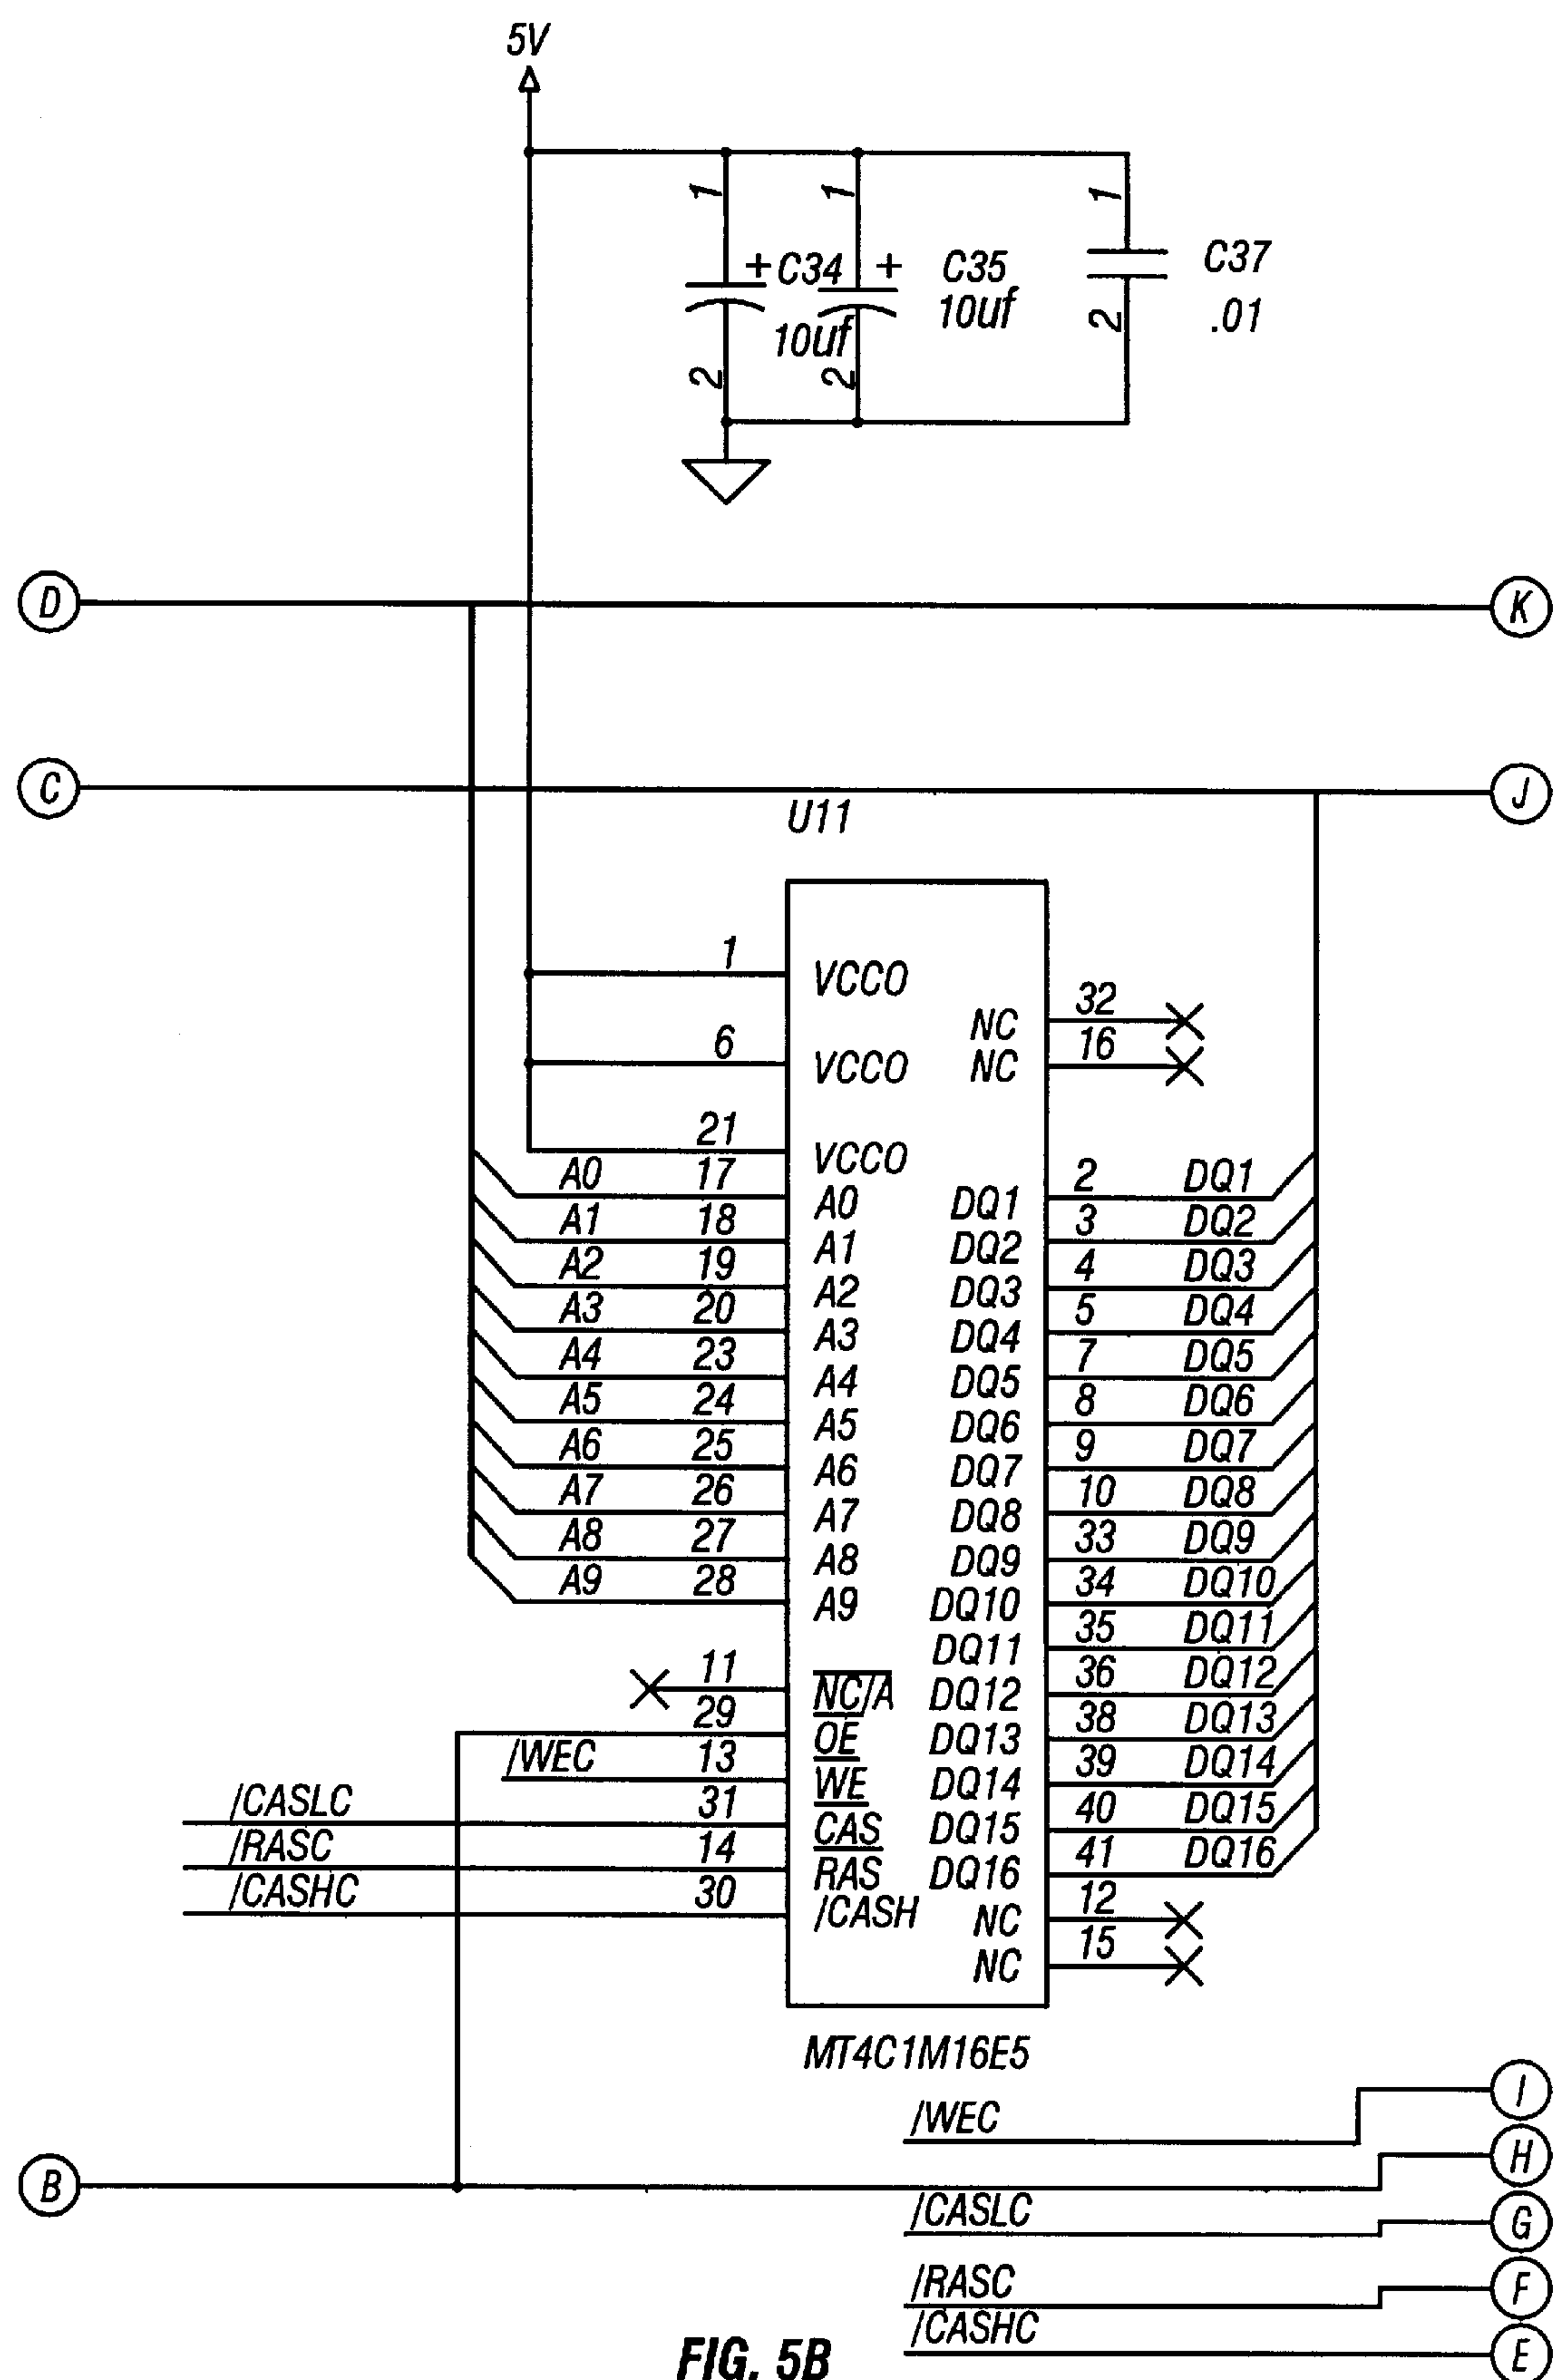 5V
1 1 1
+ C34 + C35 C37
10uf 10uf .01
2 2 2
D K
C J
U11
1 VCCO
NC 32
6 VCCO NC 16
21 VCCO
A0 17 A0 DQ1 2 DQ1
A1 18 A1 DQ2 3 DQ2
A2 19 A2 DQ3 4 DQ3
A3 20 A3 DQ4 5 DQ4
A4 23 A4 DQ5 7 DQ5
A5 24 A5 DQ6 8 DQ6
A6 25 A6 DQ7 9 DQ7
A7 26 A7 DQ8 10 DQ8
A8 27 A8 DQ9 33 DQ9
A9 28 A9 DQ10 34 DQ10
DQ11 35 DQ11
11 NC/A DQ12 36 DQ12
29 OE DQ13 38 DQ13
/WEC 13 WE DQ14 39 DQ14
/CASLC 31 CAS DQ15 40 DQ15
/RASC 14 RAS DQ16 41 DQ16
/CASHC 30 /CASH NC 12
NC 15
MT4C1M16E5
I
/WEC
H
B
/CASLC G
/RASC F
/CASHC E
FIG. 5B